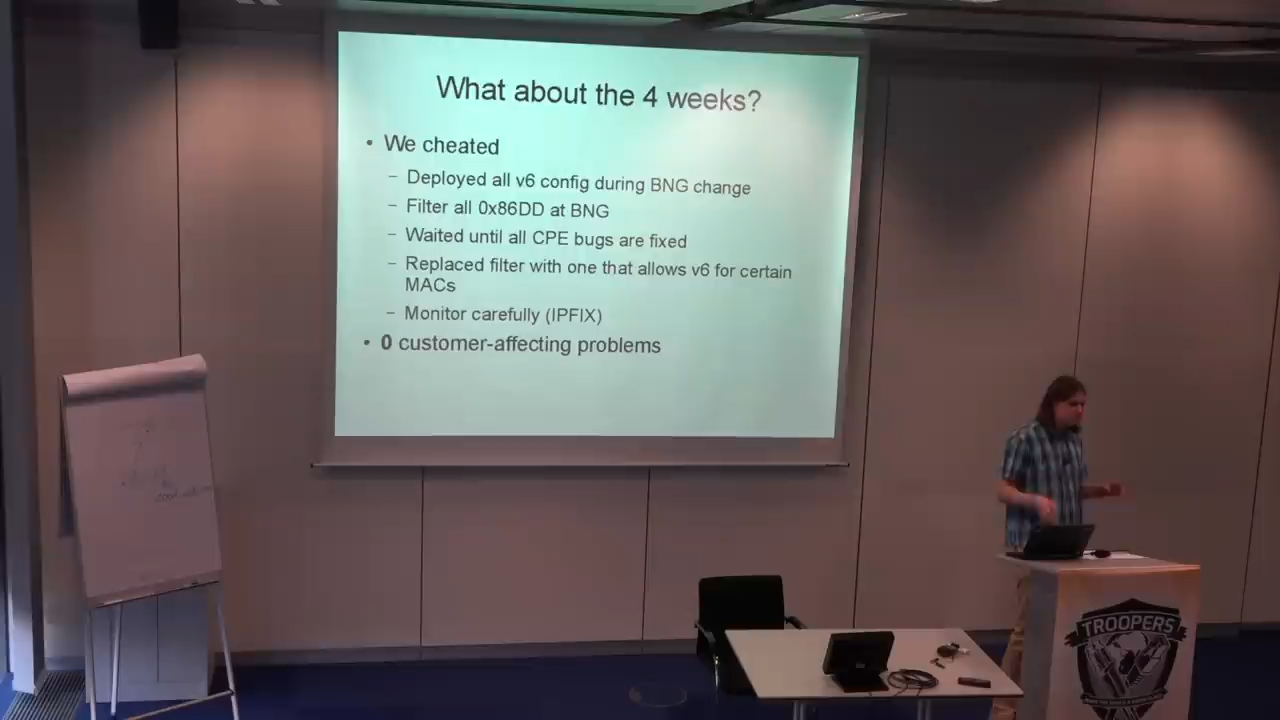 What about the 4 weeks?
• We cheated
– Deployed all v6 config during BNG change
– Filter all 0x86DD at BNG
– Waited until all CPE bugs are fixed
– Replaced filter with one that allows v6 for certain
MACs
– Monitor carefully (IPFIX)
• 0 customer-affecting problems
TROOPERS